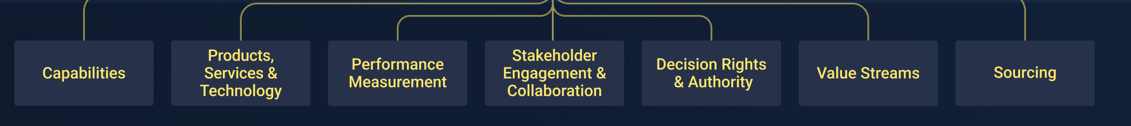 Capabilities
Products,
Services &
Technology
Performance
Measurement
Stakeholder
Engagement &
Collaboration
Decision Rights
& Authority
Value Streams
Sourcing